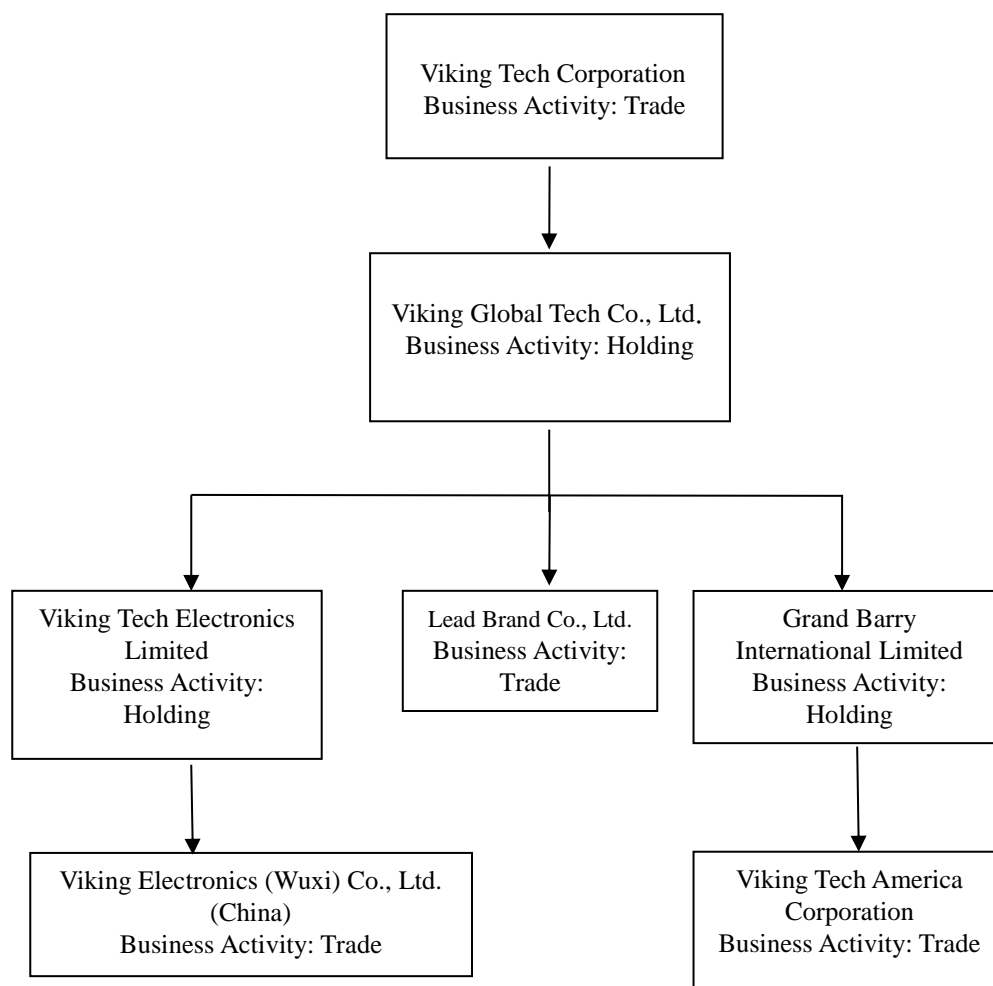 Viking Tech Corporation
Business Activity: Trade
Viking Global Tech Co., Ltd.
Business Activity: Holding
Viking Tech Electronics
Limited
Business Activity:
Holding
Lead Brand Co., Ltd.
Business Activity:
Trade
Grand Barry
International Limited
Business Activity:
Holding
Viking Electronics (Wuxi) Co., Ltd.
(China)
Business Activity: Trade
Viking Tech America
Corporation
Business Activity: Trade